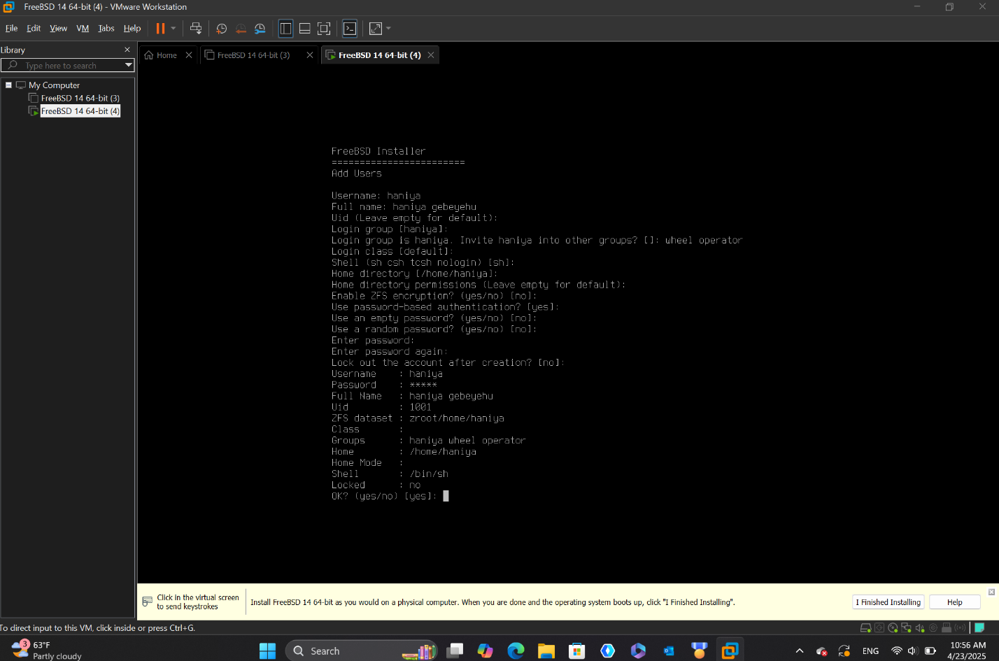 FreeBSD 14 64-bit (4) - VMware Workstation
File Edit View VM Tabs Help
Library
Type here to search
My Computer
FreeBSD 14 64-bit (3)
FreeBSD 14 64-bit (4)
Home
FreeBSD 14 64-bit (3)
FreeBSD 14 64-bit (4)
FreeBSD Installer
========================
Add Users
Username: haniya
Full name: haniya gebeyehu
Uid (Leave empty for default):
Login group [haniya]:
Login group is haniya. Invite haniya into other groups? []: wheel operator
Login class [default]:
Shell (sh csh tcsh nologin) [sh]:
Home directory [/home/haniya]:
Home directory permissions (Leave empty for default):
Enable ZFS encryption? (yes/no) [no]:
Use password-based authentication? [yes]:
Use an empty password? (yes/no) [no]:
Use a random password? (yes/no) [no]:
Enter password:
Enter password again:
Lock out the account after creation? [no]:
Username : haniya
Password : *****
Full Name : haniya gebeyehu
Uid : 1001
ZFS dataset : zroot/home/haniya
Class :
Groups : haniya wheel operator
Home : /home/haniya
Home Mode :
Shell : /bin/sh
Locked : no
OK? (yes/no) [yes]:
Click in the virtual screen
to send keystrokes
Install FreeBSD 14 64-bit as you would on a physical computer. When you are done and the operating system boots up, click "I Finished Installing".
I Finished Installing
Help
To direct input to this VM, click inside or press Ctrl+G.
3
63°F
Partly cloudy
Search
ENG
10:56 AM
4/23/2025